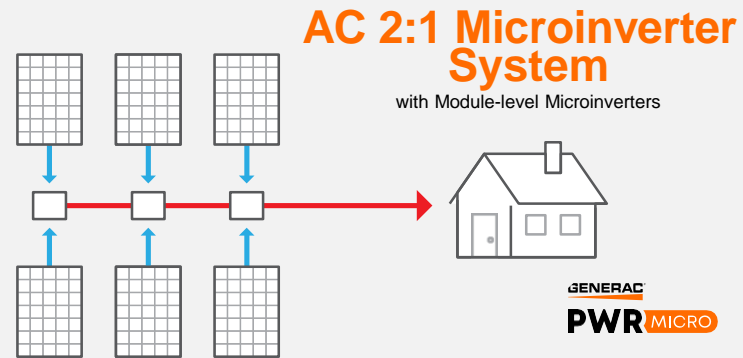 AC 2:1 Microinverter
System
with Module-level Microinverters
GENERAC
PWR MICRO